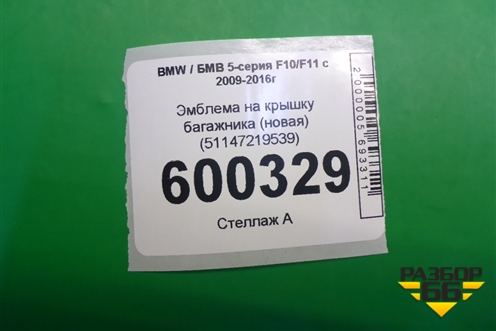 BMW / БМВ 5-серия F10/F11 с
2009-2016г
Эмблема на крышку
багажника (новая)
(51147219539)
600329
Стеллаж А
2000005693311
РАЗБОР
66